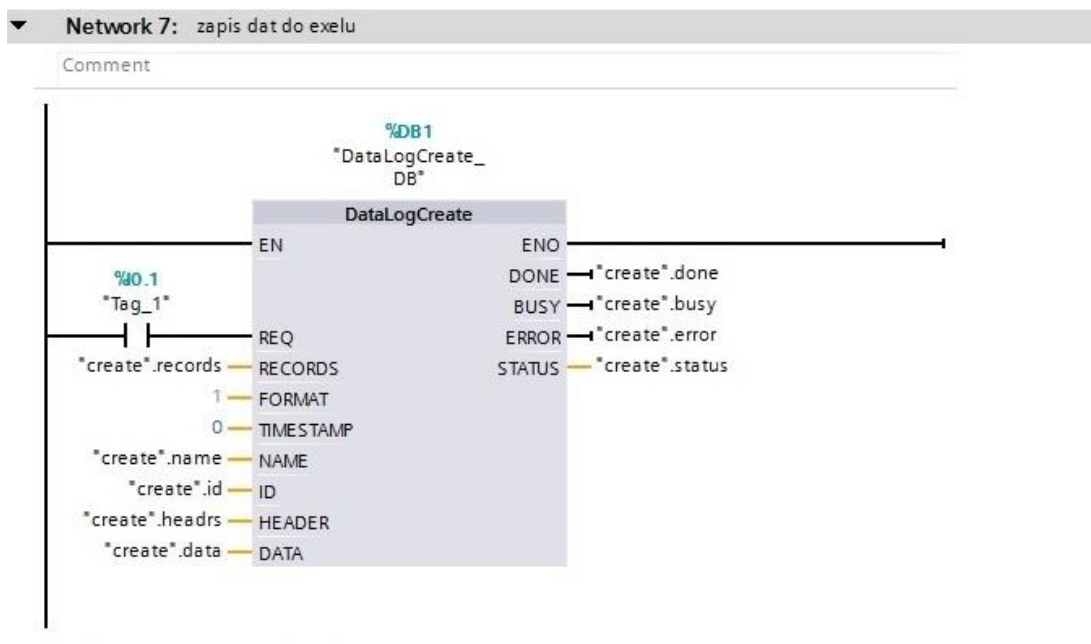 Network 7: zapis dat do exelu
Comment
%DB1
"DataLogCreate_
DB"
DataLogCreate
EN ENO
DONE "create".done
%I0.1
"Tag_1"
BUSY "create".busy
REQ ERROR "create".error
"create".records RECORDS STATUS "create".status
1 FORMAT
0 TIMESTAMP
"create".name NAME
"create".id ID
"create".headrs HEADER
"create".data DATA